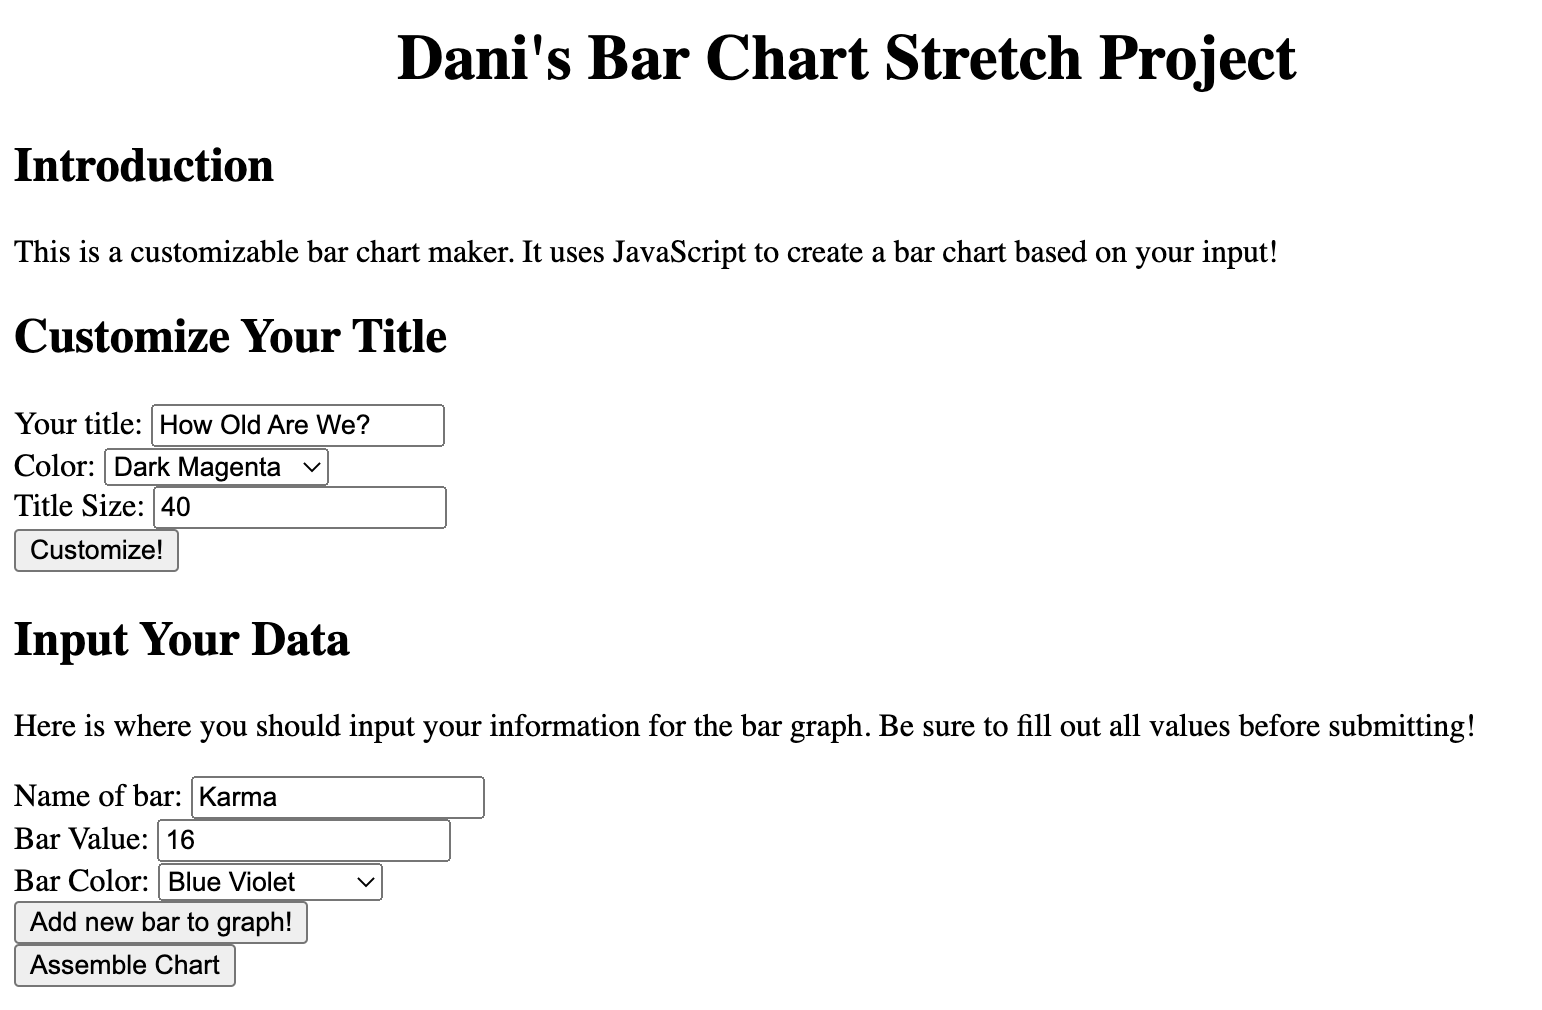 Dani's Bar Chart Stretch Project
Introduction
This is a customizable bar chart maker. It uses JavaScript to create a bar chart based on your input!
Customize Your Title
Your title: How Old Are We?
Color: Dark Magenta
Title Size: 40
Customize!
Input Your Data
Here is where you should input your information for the bar graph. Be sure to fill out all values before submitting!
Name of bar: Karma
Bar Value: 16
Bar Color: Blue Violet
Add new bar to graph!
Assemble Chart